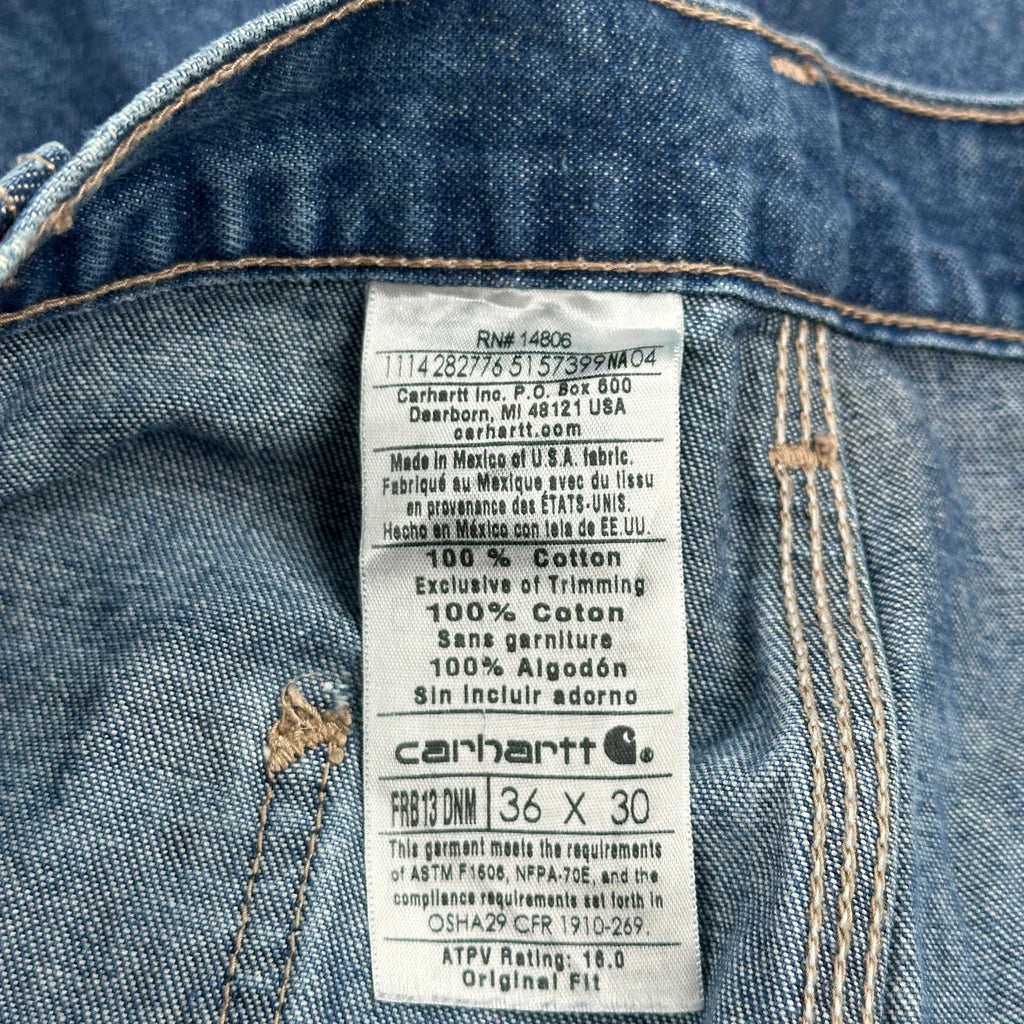 RN# 14806
1114282776 5157399NA04
Carhartt Inc. P.O. Box 600
Dearborn, MI 48121 USA
carhartt.com
Made in Mexico of U.S.A. fabric.
Fabriqué au Mexique avec du tissu
en provenance des ÉTATS-UNIS.
Hecho en México con tela de EE.UU.
100 % Cotton
Exclusive of Trimming
100% Coton
Sans garniture
100% Algodón
Sin Incluir adorno
carhartt ®
FRB13 DNM 36 X 30
This garment meets the requirements
of ASTM F1506, NFPA-70E, and the
compliance requirements set forth in
OSHA29 CFR 1910-269.
ATPV Rating: 16.0
Original Fit